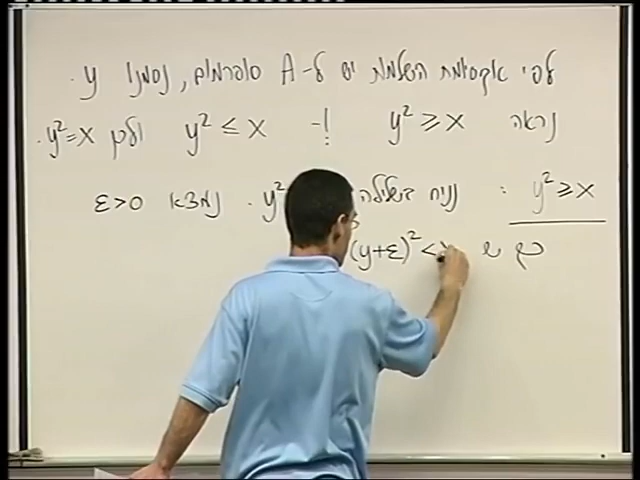 לפי אקסיומת השלמות יש ל-A סופרמום, נסמנו y.
נראה y² ≥ x ו- y² ≤ x ולכן y² = x.
y² ≥ x : נניח בשלילה y². נמצא ε>0
כך ש (y+ε)² <